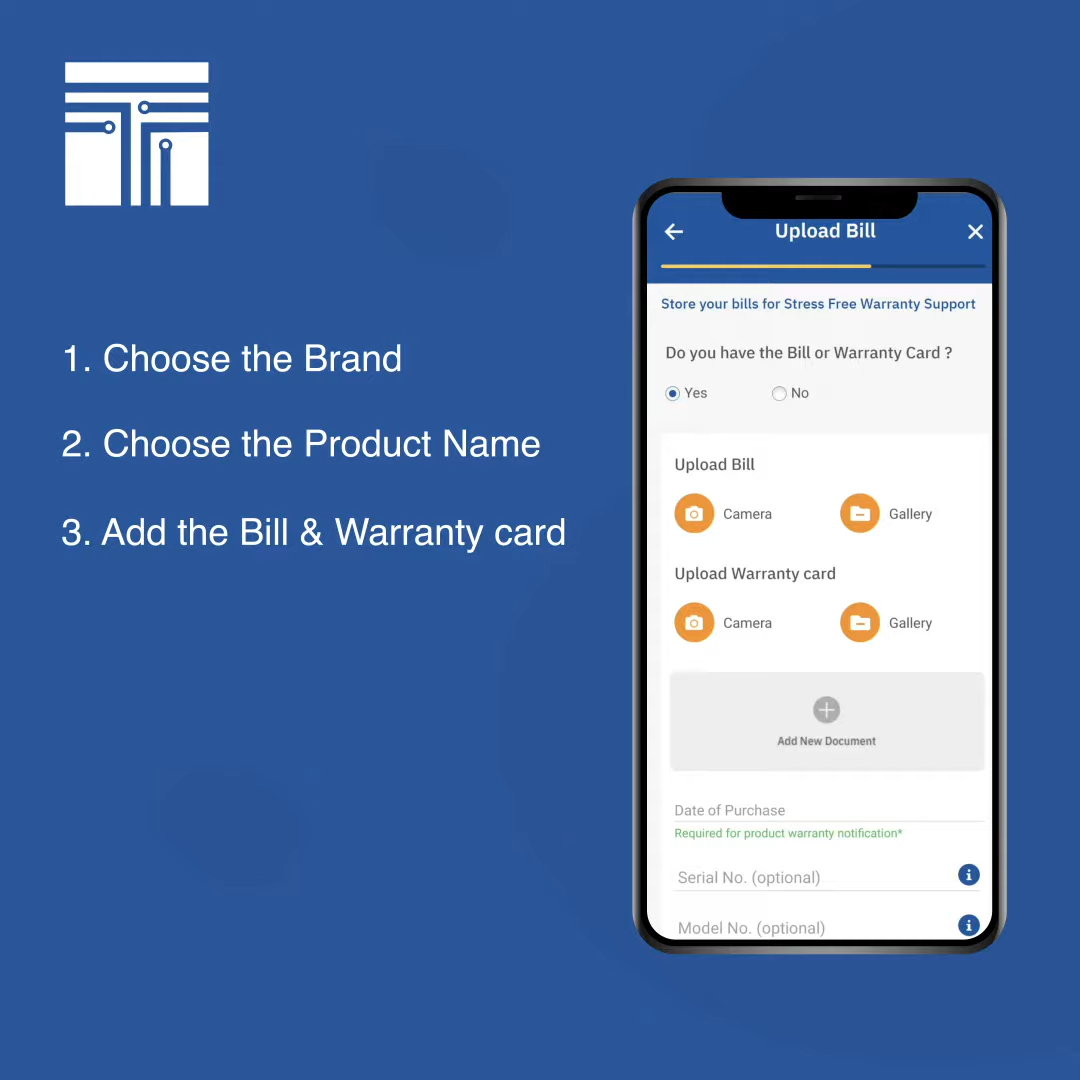 1. Choose the Brand
2. Choose the Product Name
3. Add the Bill & Warranty card
Upload Bill
Store your bills for Stress Free Warranty Support
Do you have the Bill or Warranty Card ?
Yes No
Upload Bill
Camera Gallery
Upload Warranty card
Camera Gallery
Add New Document
Date of Purchase
Required for product warranty notification*
Serial No. (optional)
Model No. (optional)